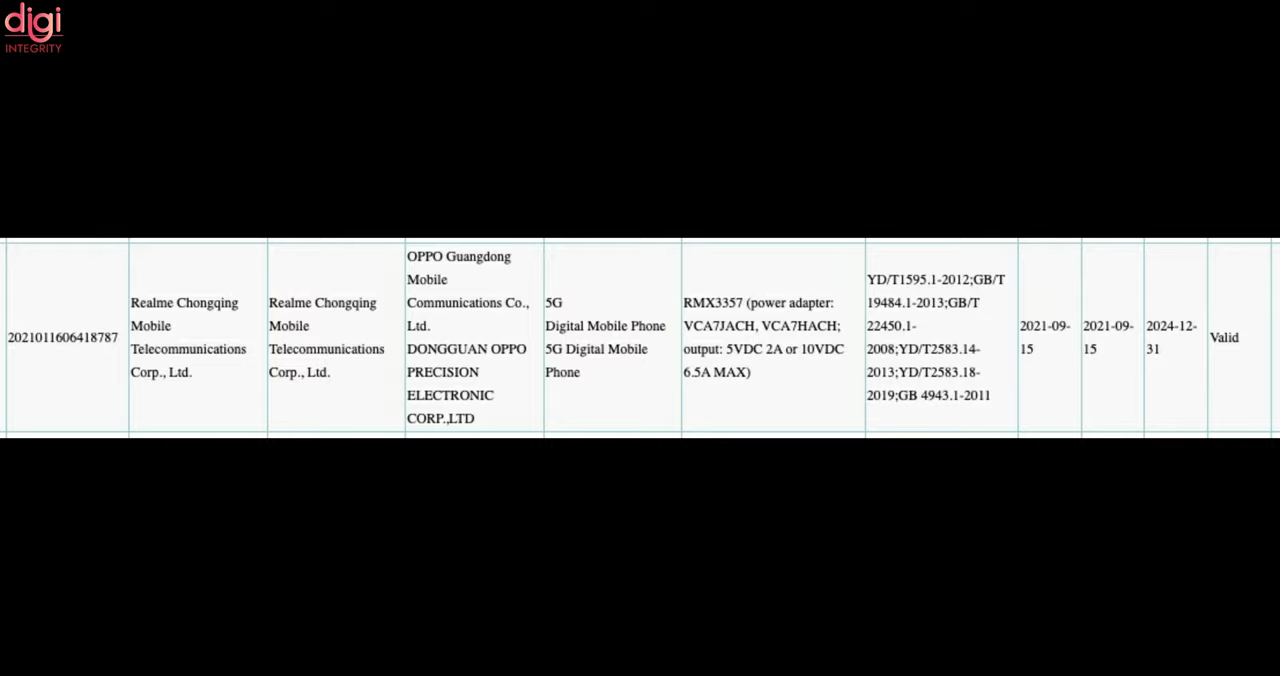 digi
INTEGRITY
2021011606418787
Realme Chongqing
Mobile
Telecommunications
Corp., Ltd.
Realme Chongqing
Mobile
Telecommunications
Corp., Ltd.
OPPO Guangdong
Mobile
Communications Co.,
Ltd.
DONGGUAN OPPO
PRECISION
ELECTRONIC
CORP.,LTD
5G
Digital Mobile Phone
5G Digital Mobile
Phone
RMX3357 (power adapter:
VCA7JACH, VCA7HACH;
output: 5VDC 2A or 10VDC
6.5A MAX)
YD/T1595.1-2012;GB/T
19484.1-2013;GB/T
22450.1-
2008;YD/T2583.14-
2013;YD/T2583.18-
2019;GB 4943.1-2011
2021-09-
15
2021-09-
15
2024-12-
31
Valid